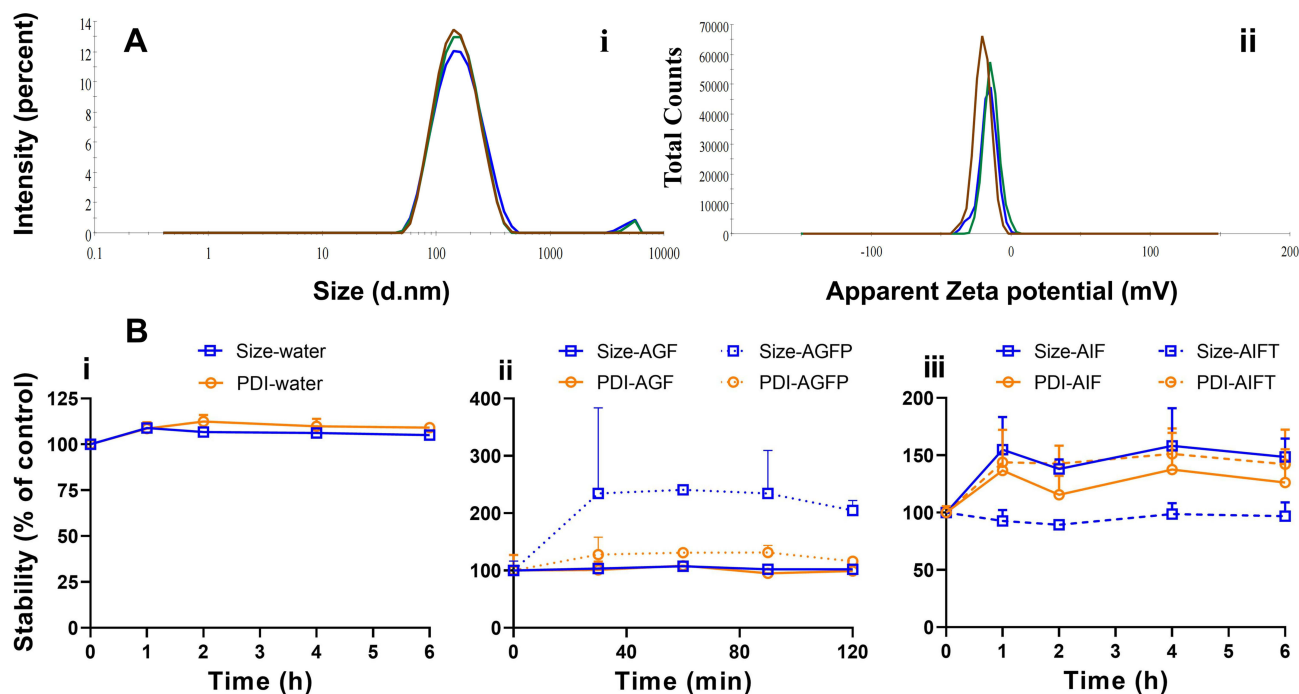 A
i
Intensity (percent)
14
12
10
8
6
4
2
0
0.1 1 10 100 1000 10000
Size (d.nm)
ii
Total Counts
70000
60000
50000
40000
30000
20000
10000
0
-100 0 100 200
Apparent Zeta potential (mV)
B
i
Size-water
PDI-water
Stability (% of control)
125
100
75
50
25
0
0 1 2 3 4 5 6
Time (h)
ii
Size-AGF Size-AGFP
PDI-AGF PDI-AGFP
400
300
200
100
0
0 40 80 120
Time (min)
iii
Size-AIF Size-AIFT
PDI-AIF PDI-AIFT
200
150
100
50
0
0 1 2 3 4 5 6
Time (h)